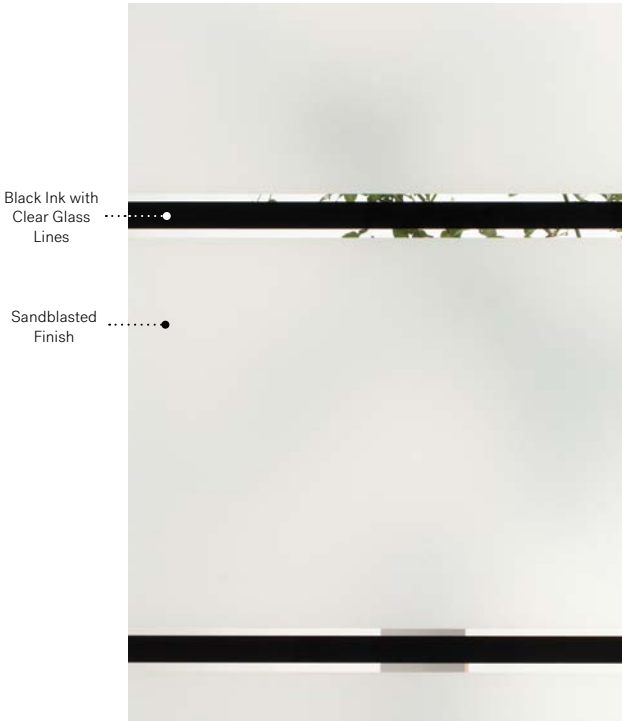 Black Ink with
Clear Glass
Lines
Sandblasted
Finish